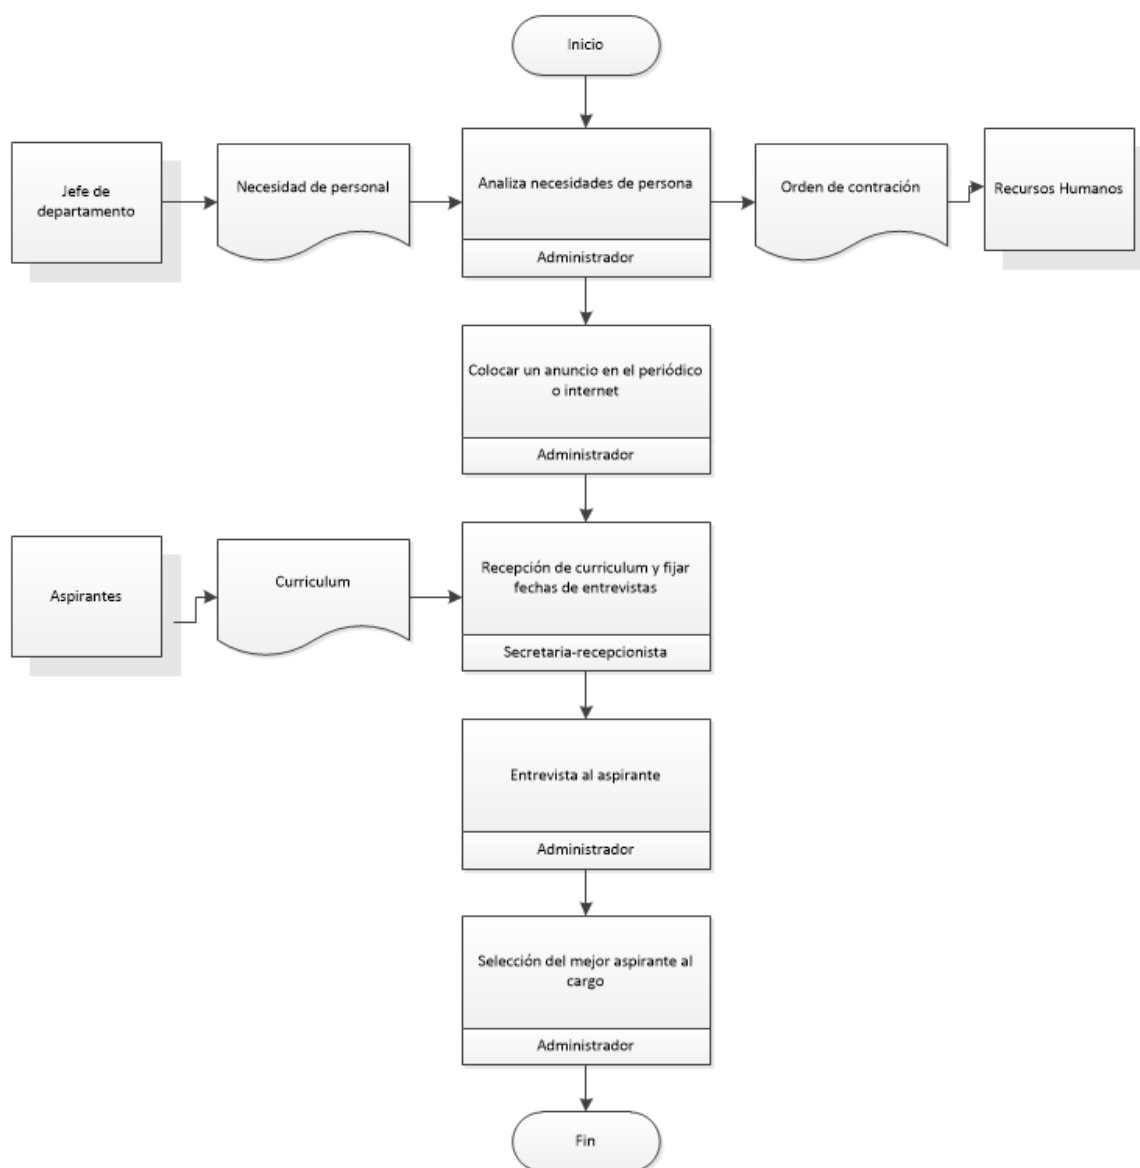 Inicio
Jefe de
departamento
Necesidad de personal
Analiza necesidades de persona
Administrador
Orden de contración
Recursos Humanos
Colocar un anuncio en el periódico
o internet
Administrador
Aspirantes
Curriculum
Recepción de curriculum y fijar
fechas de entrevistas
Secretaria-recepcionista
Entrevista al aspirante
Administrador
Selección del mejor aspirante al
cargo
Administrador
Fin